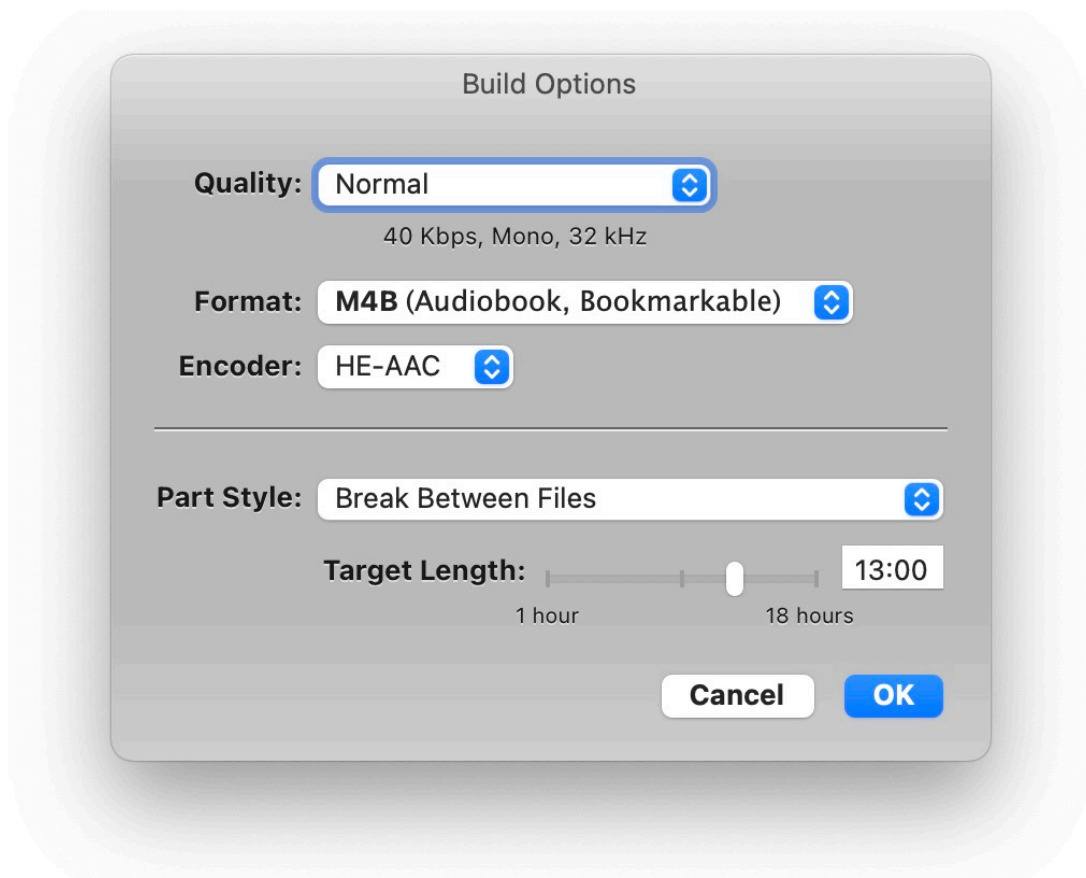 Build Options
Quality: Normal
40 Kbps, Mono, 32 kHz
Format: M4B (Audiobook, Bookmarkable)
Encoder: HE-AAC
Part Style: Break Between Files
Target Length: 13:00
1 hour 18 hours
Cancel OK